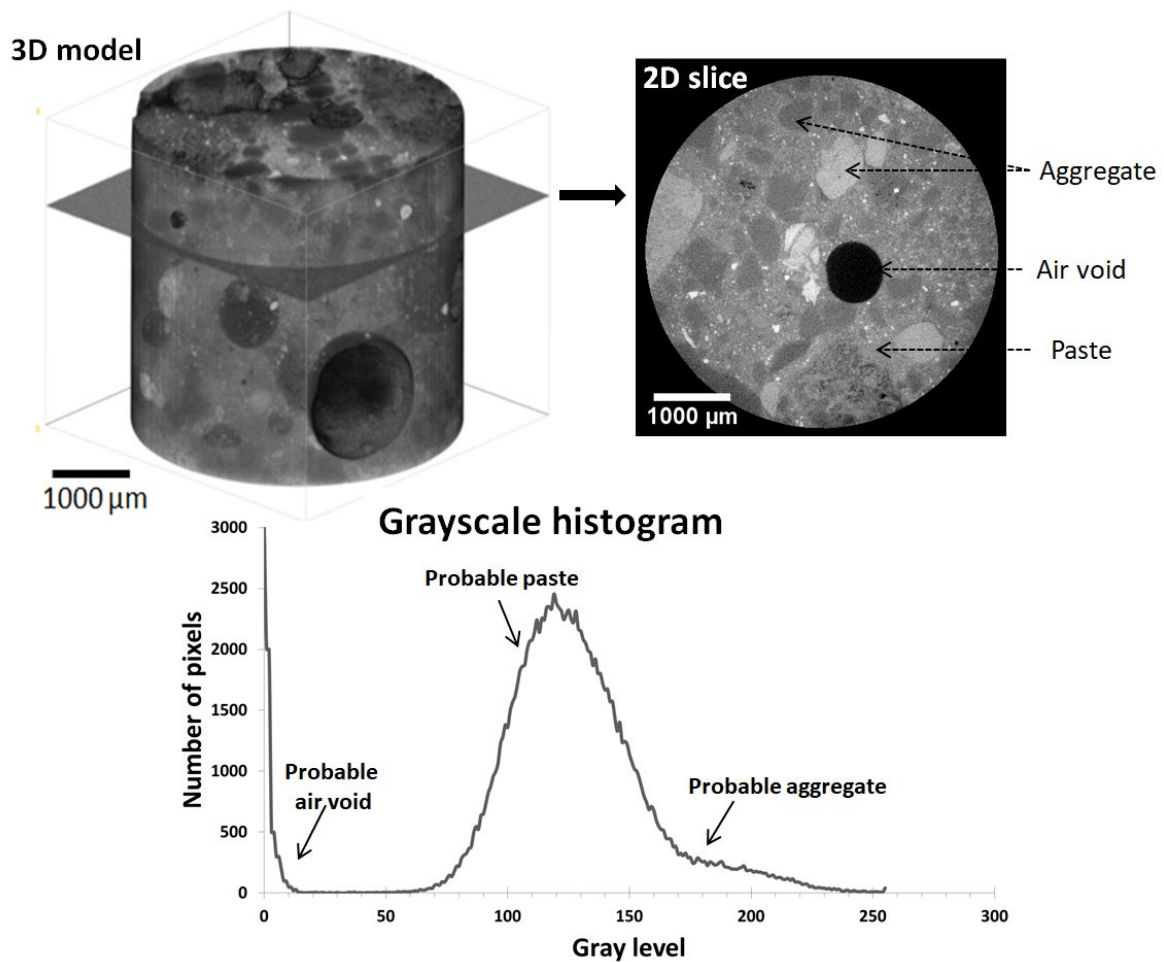 3D model
1000 µm
2D slice
Aggregate
Air void
Paste
1000 µm
Grayscale histogram
3000
2500
2000
1500
1000
500
0
Number of pixels
Probable paste
Probable
air void
Probable aggregate
0
50
100
150
200
250
300
Gray level